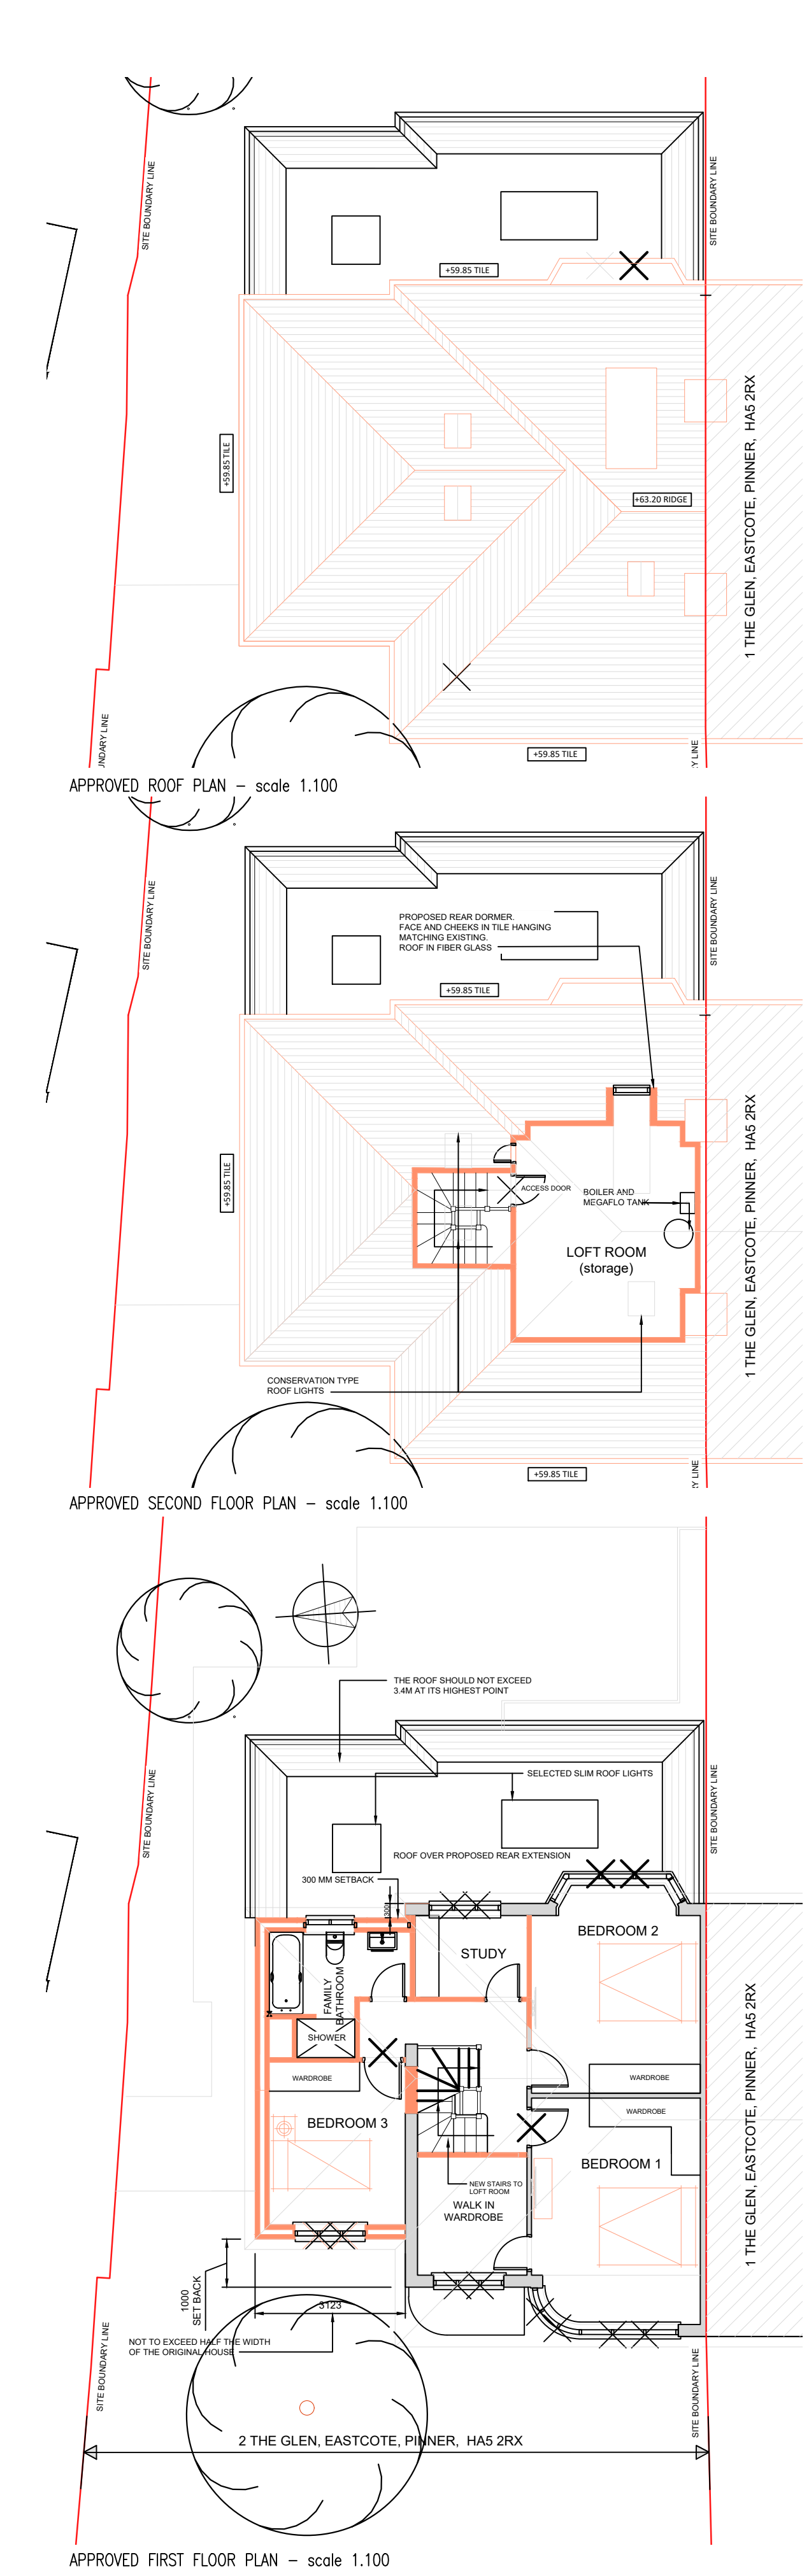 SITE BOUNDARY LINE
SITE BOUNDARY LINE
+59.85 TILE
+59.85 TILE
+63.20 RIDGE
1 THE GLEN, EASTCOTE, PINNER, HA5 2RX
NDARY LINE
Y LINE
+59.85 TILE
APPROVED ROOF PLAN – scale 1.100
SITE BOUNDARY LINE
SITE BOUNDARY LINE
PROPOSED REAR DORMER.
FACE AND CHEEKS IN TILE HANGING
MATCHING EXISTING.
ROOF IN FIBER GLASS
+59.85 TILE
+59.85 TILE
ACCESS DOOR
BOILER AND
MEGAFLO TANK
LOFT ROOM
(storage)
1 THE GLEN, EASTCOTE, PINNER, HA5 2RX
CONSERVATION TYPE
ROOF LIGHTS
Y LINE
+59.85 TILE
APPROVED SECOND FLOOR PLAN – scale 1.100
THE ROOF SHOULD NOT EXCEED
3.4M AT ITS HIGHEST POINT
SITE BOUNDARY LINE
SITE BOUNDARY LINE
SELECTED SLIM ROOF LIGHTS
ROOF OVER PROPOSED REAR EXTENSION
300 MM SETBACK
300
BEDROOM 2
STUDY
FAMILY
BATHROOM
SHOWER
WARDROBE
WARDROBE
WARDROBE
BEDROOM 3
BEDROOM 1
NEW STAIRS TO
LOFT ROOM
WALK IN
WARDROBE
1 THE GLEN, EASTCOTE, PINNER, HA5 2RX
1000
SET BACK
3123
NOT TO EXCEED HALF THE WIDTH
OF THE ORIGINAL HOUSE
SITE BOUNDARY LINE
SITE BOUNDARY LINE
2 THE GLEN, EASTCOTE, PINNER, HA5 2RX
APPROVED FIRST FLOOR PLAN – scale 1.100